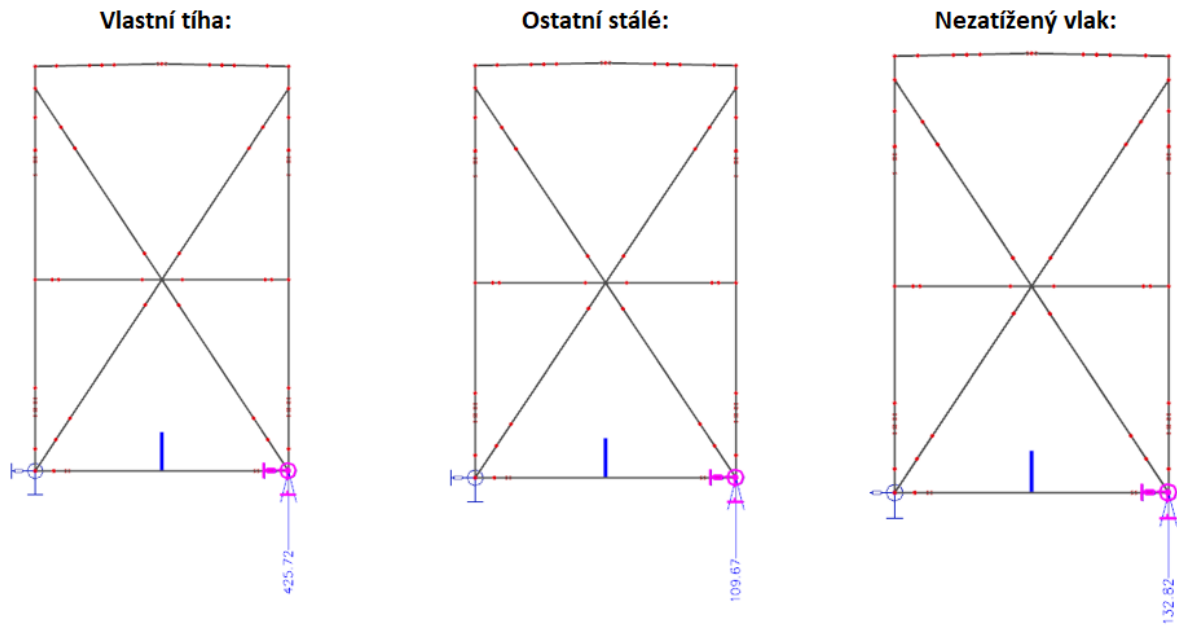 Vlastní tíha:
Ostatní stálé:
Nezatížený vlak:
425.72
109.67
132.82